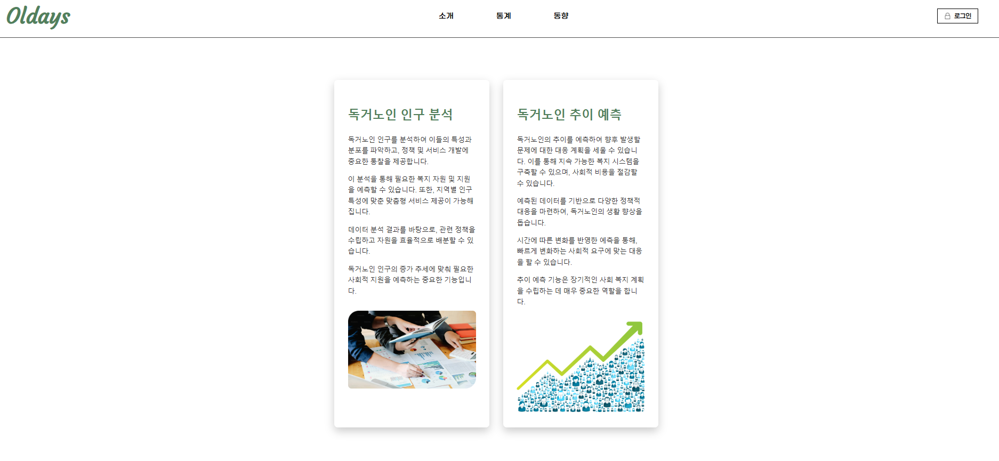 Oldays
소개
통계
동향
로그인
독거노인 인구 분석
독거노인 인구를 분석하여 이들의 특성과
분포를 파악하고, 정책 및 서비스 개발에
중요한 통찰을 제공합니다.
이 분석을 통해 필요한 복지 자원 및 지원
을 예측할 수 있습니다. 또한, 지역별 인구
특성에 맞춘 맞춤형 서비스 제공이 가능해
집니다.
데이터 분석 결과를 바탕으로, 관련 정책을
수립하고 자원을 효율적으로 배분할 수 있
습니다.
독거노인 인구의 증가 추세에 맞춰 필요한
사회적 지원을 예측하는 중요한 기능입니
다.
독거노인 추이 예측
독거노인의 추이를 예측하여 향후 발생할
문제에 대한 대응 계획을 세울 수 있습니
다. 이를 통해 지속 가능한 복지 시스템을
구축할 수 있으며, 사회적 비용을 절감할
수 있습니다.
예측된 데이터를 기반으로 다양한 정책적
대응을 마련하여, 독거노인의 생활 향상을
돕습니다.
시간에 따른 변화를 반영한 예측을 통해,
빠르게 변화하는 사회적 요구에 맞는 대응
을 할 수 있습니다.
추이 예측 기능은 장기적인 사회 복지 계획
을 수립하는 데 매우 중요한 역할을 합니
다.